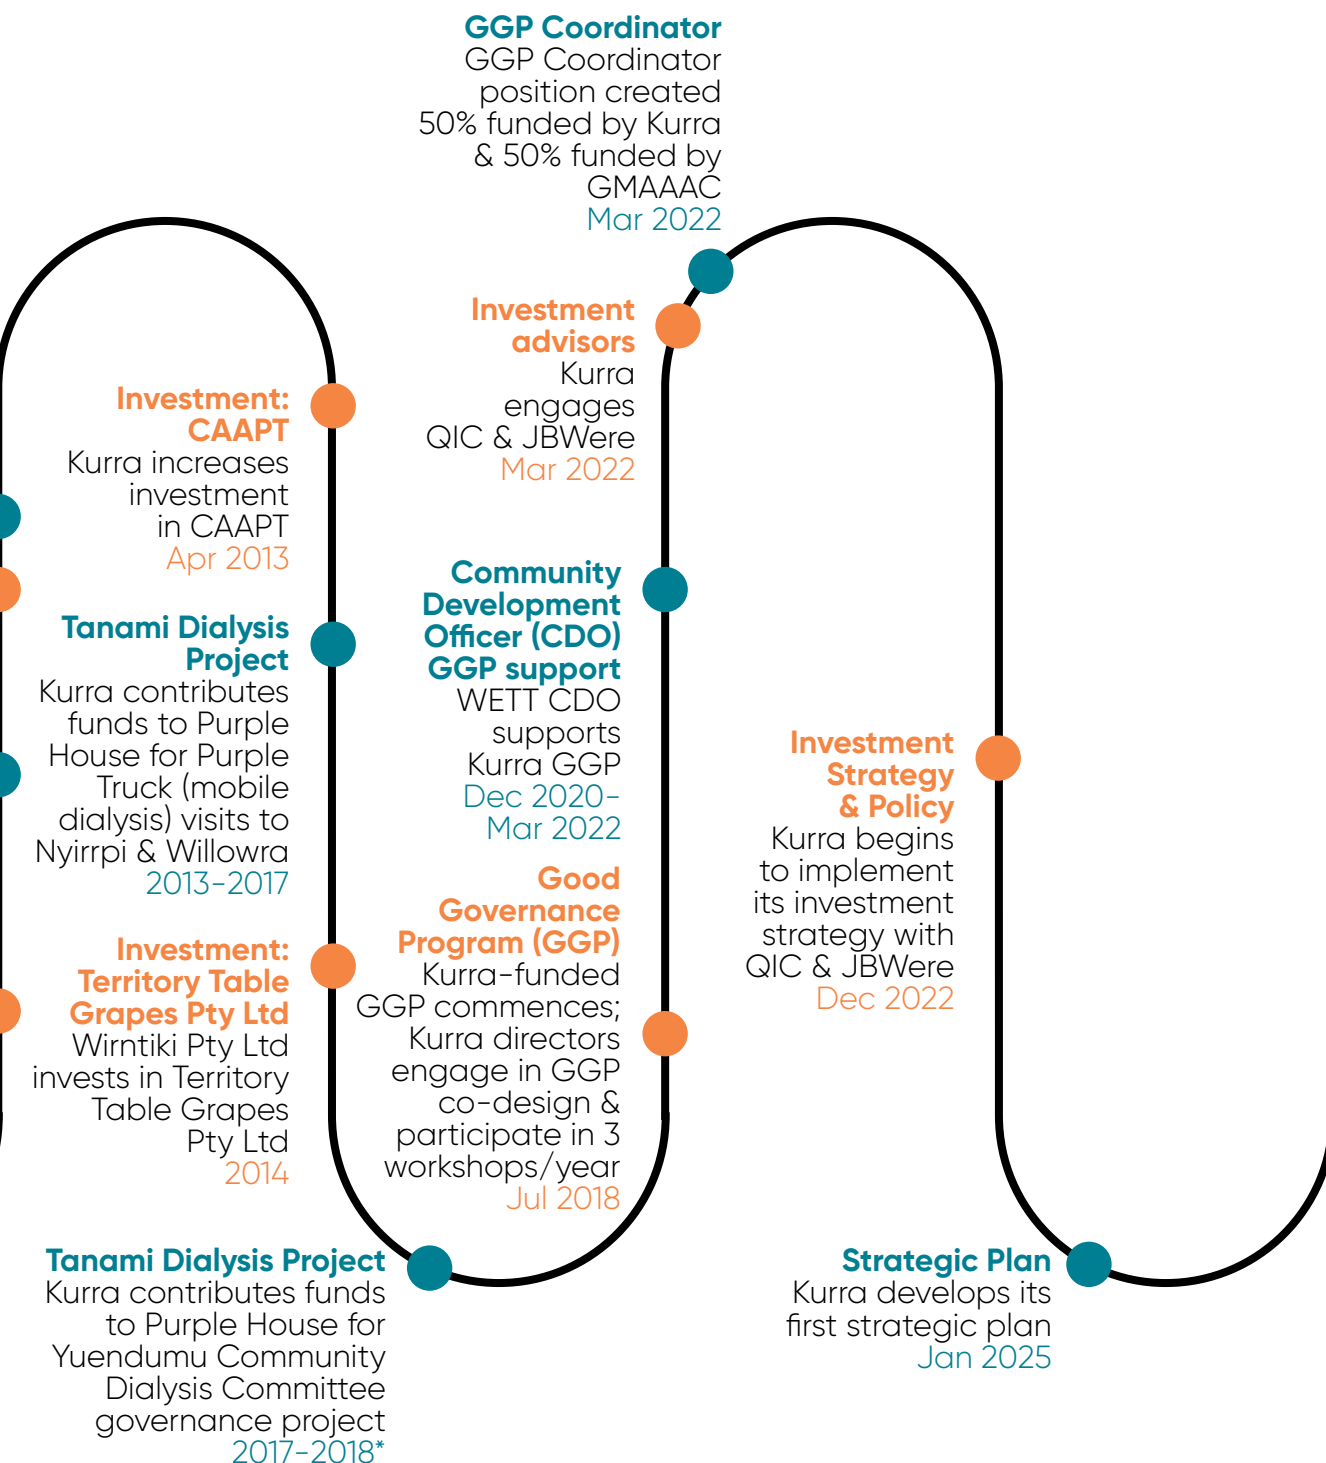 GGP Coordinator
GGP Coordinator
position created
50% funded by Kurra
& 50% funded by
GMAAAC
Mar 2022
Investment
advisors
Kurra
engages
QIC & JBWere
Mar 2022
Investment:
CAAPT
Kurra increases
investment
in CAAPT
Apr 2013
Community
Development
Officer (CDO)
GGP support
WETT CDO
supports
Kurra GGP
Dec 2020-
Mar 2022
Tanami Dialysis
Project
Kurra contributes
funds to Purple
House for Purple
Truck (mobile
dialysis) visits to
Nyirrpi & Willowra
2013-2017
Investment
Strategy
& Policy
Kurra begins
to implement
its investment
strategy with
QIC & JBWere
Dec 2022
Good
Governance
Program (GGP)
Kurra-funded
GGP commences;
Kurra directors
engage in GGP
co-design &
participate in 3
workshops/year
Jul 2018
Investment:
Territory Table
Grapes Pty Ltd
Wirntiki Pty Ltd
invests in Territory
Table Grapes
Pty Ltd
2014
Tanami Dialysis Project
Kurra contributes funds
to Purple House for
Yuendumu Community
Dialysis Committee
governance project
2017-2018*
Strategic Plan
Kurra develops its
first strategic plan
Jan 2025